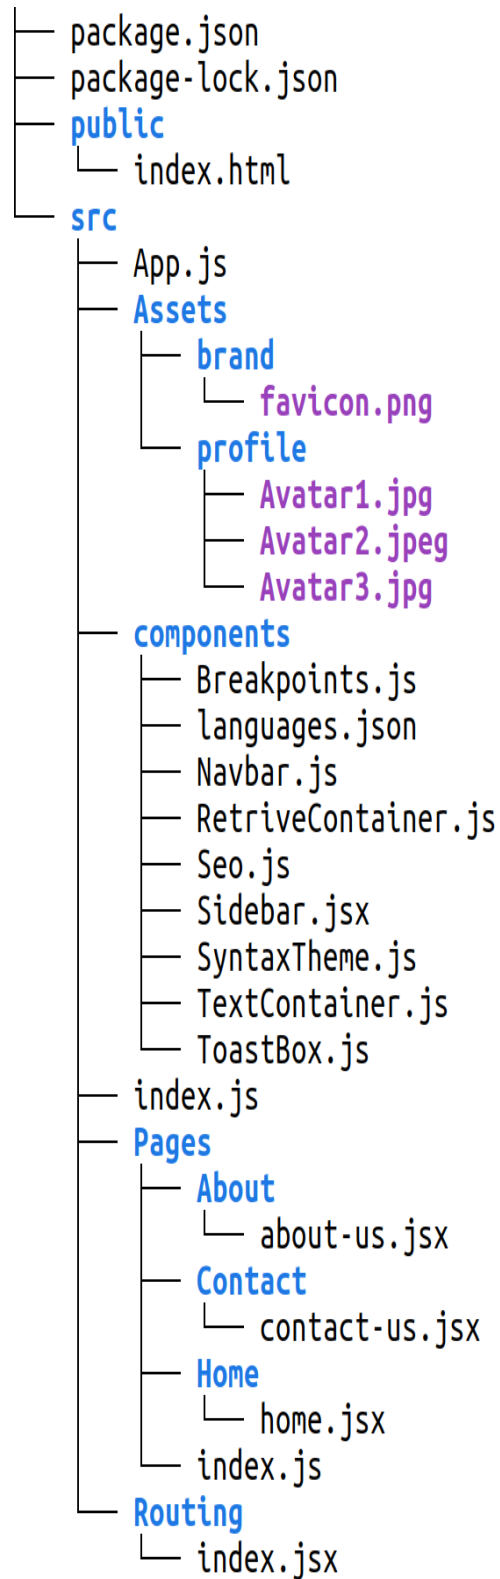 package.json
package-lock.json
public
index.html
src
App.js
Assets
brand
favicon.png
profile
Avatar1.jpg
Avatar2.jpeg
Avatar3.jpg
components
Breakpoints.js
languages.json
Navbar.js
RetriveContainer.js
Seo.js
Sidebar.jsx
SyntaxTheme.js
TextContainer.js
ToastBox.js
index.js
Pages
About
about-us.jsx
Contact
contact-us.jsx
Home
home.jsx
index.js
Routing
index.jsx